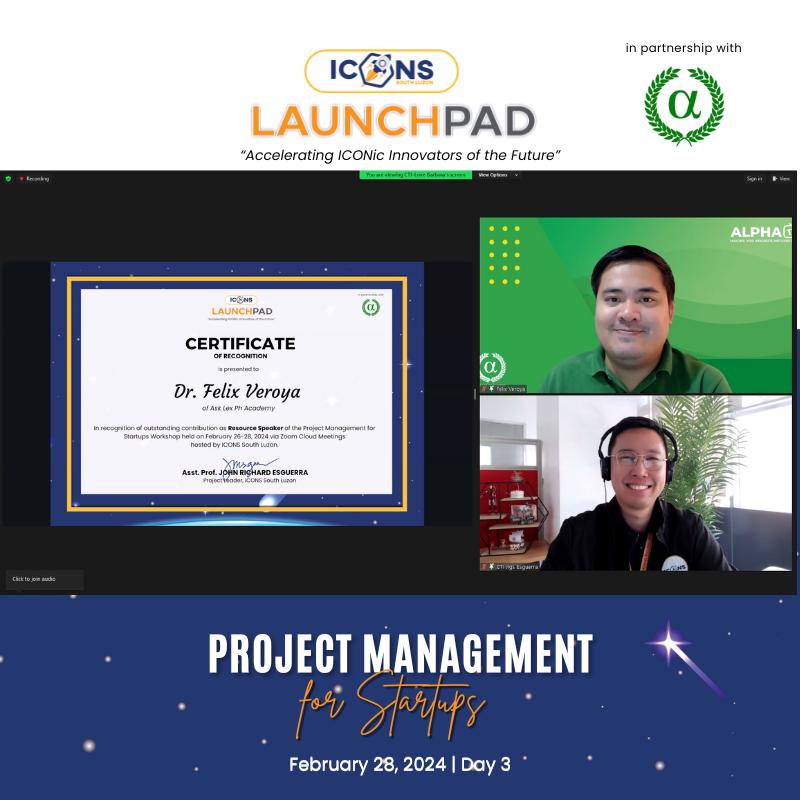 ICONS
SOUTH LUZON
in partnership with
α
LAUNCHPAD
“Accelerating ICONic Innovators of the Future”
Recording
You are viewing CTI-Love Barbosa's screen
View Options
Sign in
View
ALPHA
ICONS
LAUNCHPAD
“Accelerating ICONic Innovators of the Future”
in partnership with
α
CERTIFICATE
OF RECOGNITION
is presented to
Dr. Felix Veroya
of Ask Lex Ph Academy
In recognition of outstanding contribution as Resource Speaker of the Project Management for
Startups Workshop held on February 26-28, 2024 via Zoom Cloud Meetings
hosted by ICONS South Luzon.
Asst. Prof. JOHN RICHARD ESGUERRA
Project Leader, ICONS South Luzon
α
Felix Veroya
ICONS
Esguerra
Click to join audio
PROJECT MANAGEMENT
for Startups
February 28, 2024 | Day 3